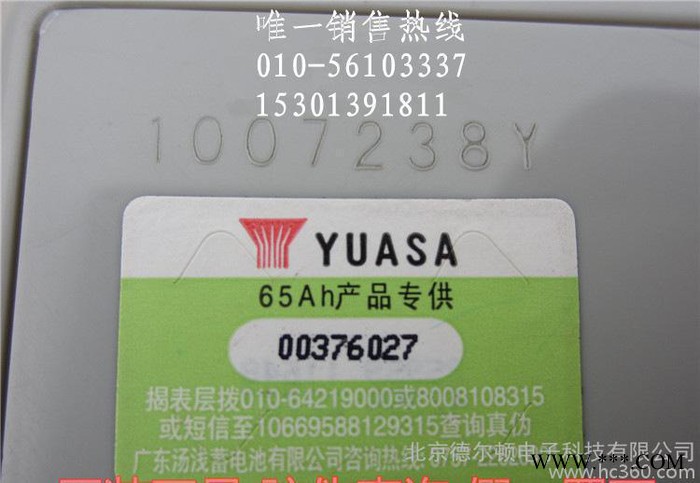 唯一销售热线
010-56103337
15301391811
1007238Y
YUASA
65Ah产品专供
00376027
揭表层拨010-64219000或8008108315
或短信至10669588129315查询真伪
广东汤浅蓄电池有限公司咨询热线:0757-
北京德尔顿电子科技有限公司
www.hc360.com
www.***.COM